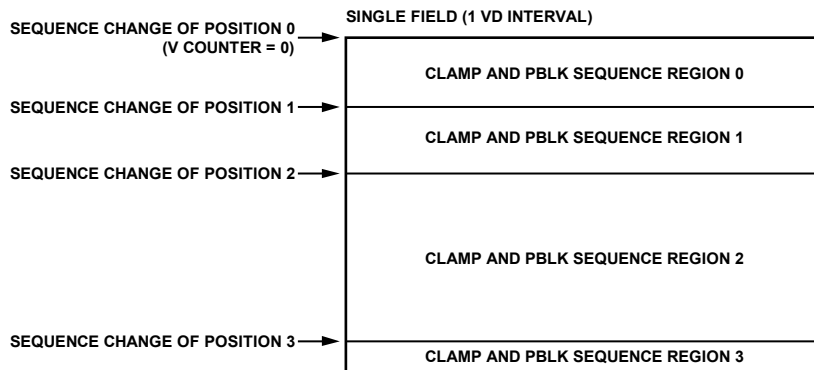 SINGLE FIELD (1 VD INTERVAL)
SEQUENCE CHANGE OF POSITION 0
(V COUNTER = 0)
CLAMP AND PBLK SEQUENCE REGION 0
SEQUENCE CHANGE OF POSITION 1
CLAMP AND PBLK SEQUENCE REGION 1
SEQUENCE CHANGE OF POSITION 2
CLAMP AND PBLK SEQUENCE REGION 2
SEQUENCE CHANGE OF POSITION 3
CLAMP AND PBLK SEQUENCE REGION 3